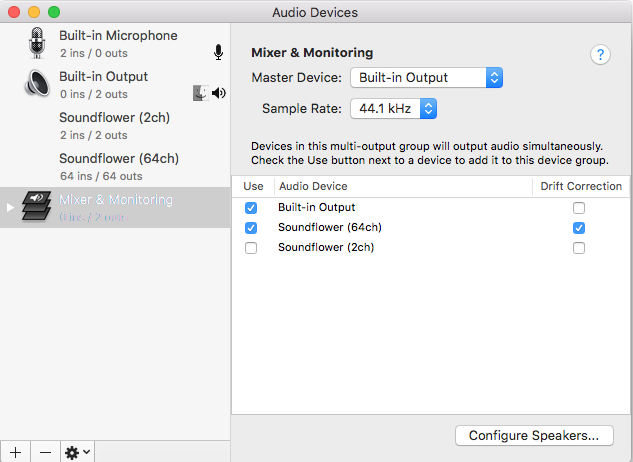 Audio Devices
Built-in Microphone
2 ins / 0 outs
Built-in Output
0 ins / 2 outs
Soundflower (2ch)
2 ins / 2 outs
Soundflower (64ch)
64 ins / 64 outs
Mixer & Monitoring
0 ins / 2 outs
Mixer & Monitoring
?
Master Device: Built-in Output
Sample Rate: 44.1 kHz
Devices in this multi-output group will output audio simultaneously.
Check the Use button next to a device to add it to this device group.
Use Audio Device Drift Correction
Built-in Output
Soundflower (64ch)
Soundflower (2ch)
Configure Speakers...